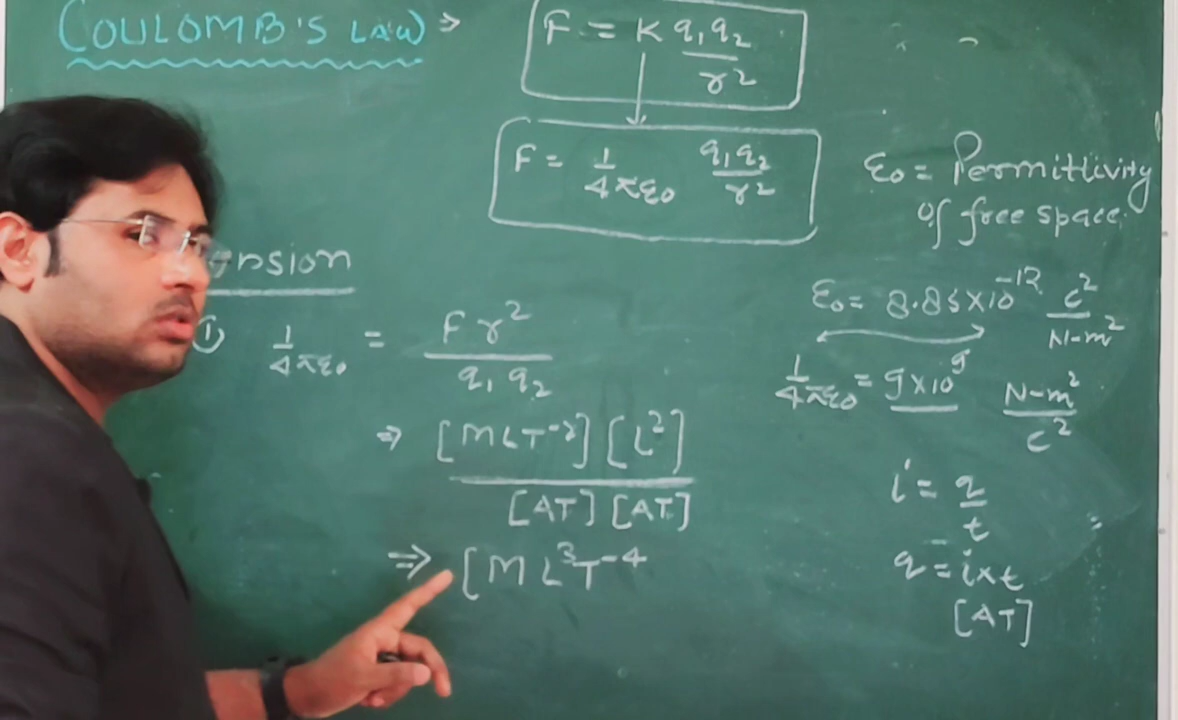 COULOMB'S LAW) ⇒
F = K q₁q₂/r²
F = 1/4πε₀ q₁q₂/r²
ε₀ = Permittivity
of free space.
nsion
① 1/4πε₀ = Fr²/q₁q₂
ε₀ = 8.85×10⁻¹² c²/N-m²
1/4πε₀ = 9×10⁹ N-m²/c²
⇒ [MLT⁻²][L²]/[AT][AT]
⇒ [ML³T⁻⁴
i = q/t
q = i×t
[AT]